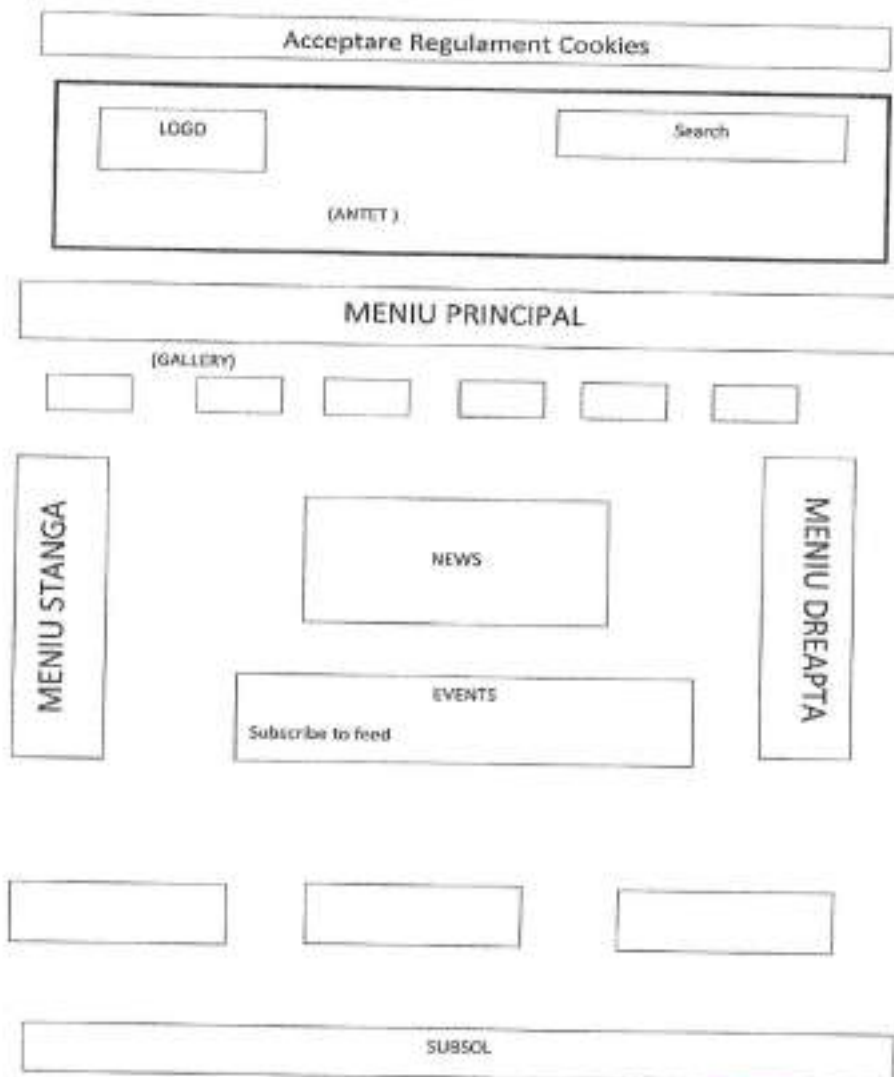 Acceptare Regulament Cookies
LOGO
Search
(ANTET )
MENIU PRINCIPAL
(GALLERY)
MENIU STANGA
NEWS
MENIU DREAPTA
EVENTS
Subscribe to feed
SUBSOL